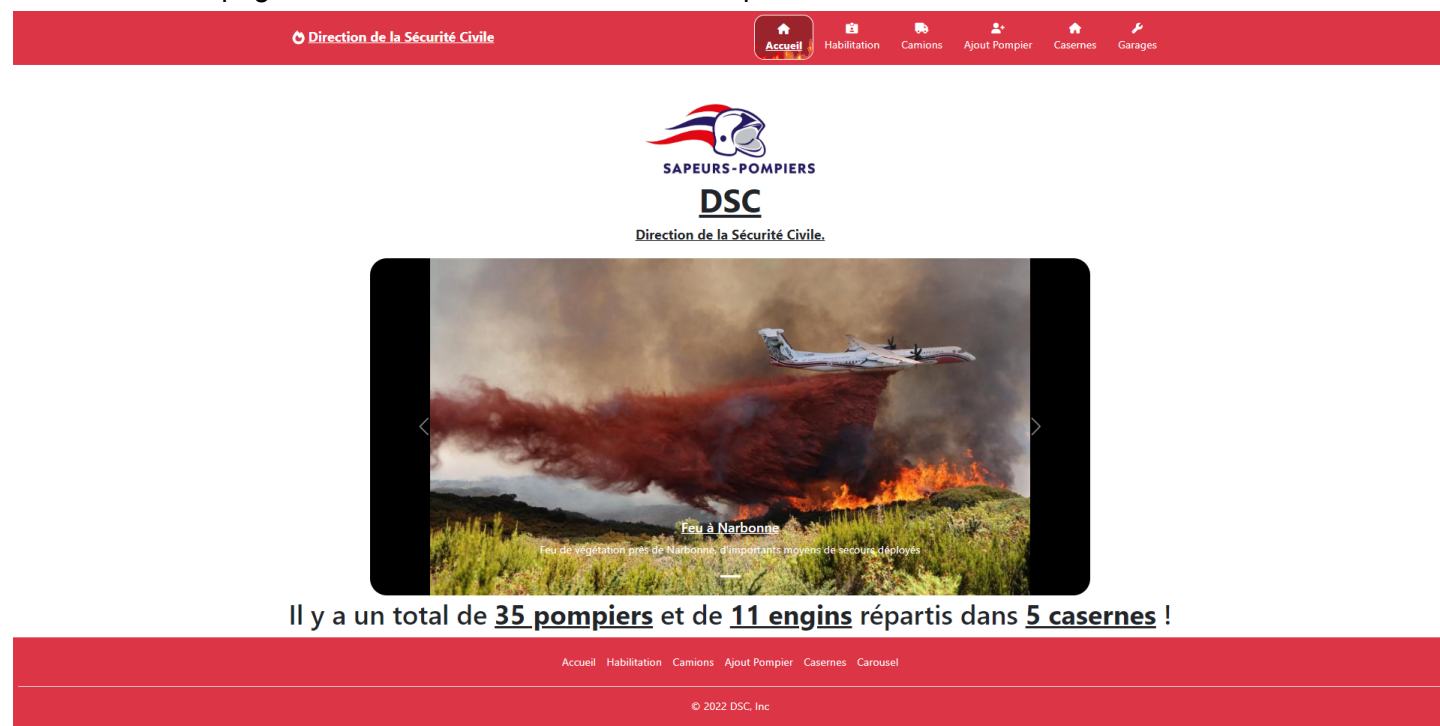 Direction de la Sécurité Civile
Accueil Habilitation Camions Ajout Pompier Casernes Garages
SAPEURS-POMPIERS
DSC
Direction de la Sécurité Civile.
Feu à Narbonne
Feu de végétation près de Narbonne, d'importants moyens de secours déployés
Il y a un total de 35 pompiers et de 11 engins répartis dans 5 casernes !
Accueil Habilitation Camions Ajout Pompier Casernes Carousel
© 2022 DSC, Inc